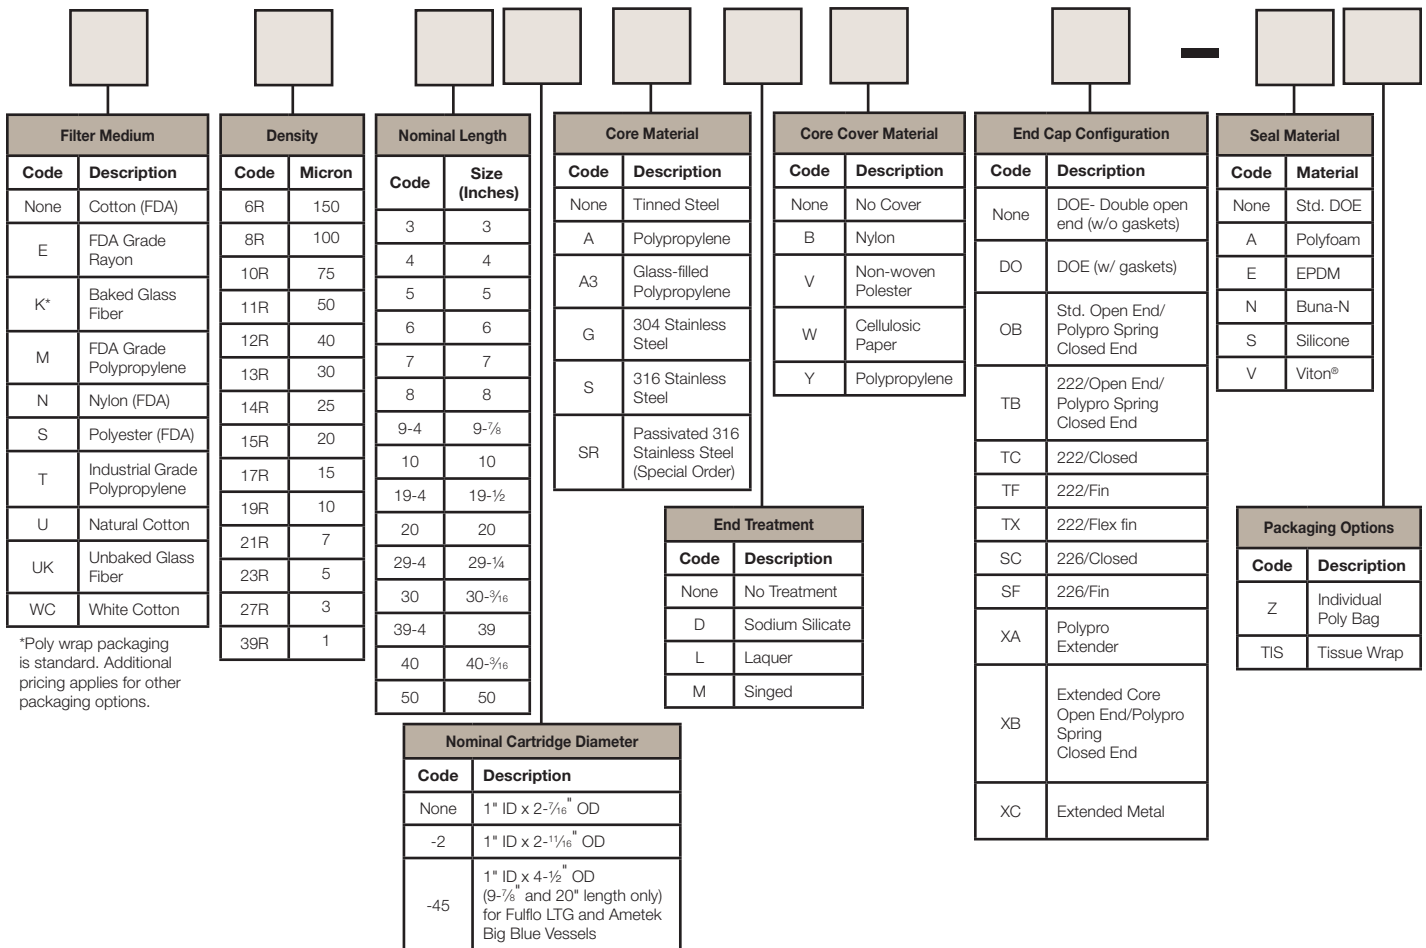 Filter Medium
Code Description
None Cotton (FDA)
E FDA Grade
Rayon
K* Baked Glass
Fiber
M FDA Grade
Polypropylene
N Nylon (FDA)
S Polyester (FDA)
T Industrial Grade
Polypropylene
U Natural Cotton
UK Unbaked Glass
Fiber
WC White Cotton
*Poly wrap packaging
is standard. Additional
pricing applies for other
packaging options.
Density
Code Micron
6R 150
8R 100
10R 75
11R 50
12R 40
13R 30
14R 25
15R 20
17R 15
19R 10
21R 7
23R 5
27R 3
39R 1
Nominal Length
Code Size
(Inches)
3 3
4 4
5 5
6 6
7 7
8 8
9-4 9-⅞
10 10
19-4 19-½
20 20
29-4 29-¼
30 30-3⁄16
39-4 39
40 40-3⁄16
50 50
Nominal Cartridge Diameter
Code Description
None 1" ID x 2-7⁄16" OD
-2 1" ID x 2-11⁄16" OD
-45 1" ID x 4-½" OD
(9-⅞" and 20" length only)
for Fulflo LTG and Ametek
Big Blue Vessels
Core Material
Code Description
None Tinned Steel
A Polypropylene
A3 Glass-filled
Polypropylene
G 304 Stainless
Steel
S 316 Stainless
Steel
SR Passivated 316
Stainless Steel
(Special Order)
End Treatment
Code Description
None No Treatment
D Sodium Silicate
L Laquer
M Singed
Core Cover Material
Code Description
None No Cover
B Nylon
V Non-woven
Polester
W Cellulosic
Paper
Y Polypropylene
End Cap Configuration
Code Description
None DOE- Double open
end (w/o gaskets)
DO DOE (w/ gaskets)
OB Std. Open End/
Polypro Spring
Closed End
TB 222/Open End/
Polypro Spring
Closed End
TC 222/Closed
TF 222/Fin
TX 222/Flex fin
SC 226/Closed
SF 226/Fin
XA Polypro
Extender
XB Extended Core
Open End/Polypro
Spring
Closed End
XC Extended Metal
Seal Material
Code Material
None Std. DOE
A Polyfoam
E EPDM
N Buna-N
S Silicone
V Viton®
Packaging Options
Code Description
Z Individual
Poly Bag
TIS Tissue Wrap